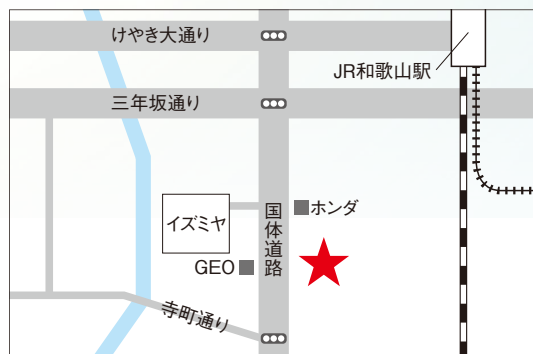 けやき大通り
JR和歌山駅
三年坂通り
国体道路
ホンダ
イズミヤ
GEO
寺町通り